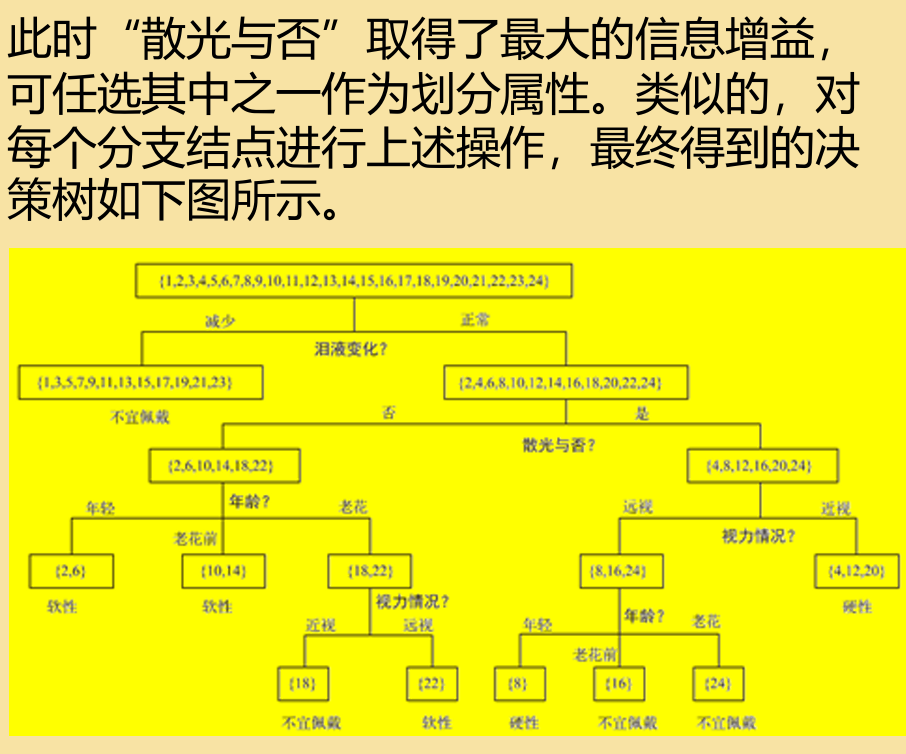 此时“散光与否”取得了最大的信息增益，
可任选其中之一作为划分属性。类似的，对
每个分支结点进行上述操作，最终得到的决
策树如下图所示。
{1,2,3,4,5,6,7,8,9,10,11,12,13,14,15,16,17,18,19,20,21,22,23,24}
减少 正常
泪液变化？
{1,3,5,7,9,11,13,15,17,19,21,23} {2,4,6,8,10,12,14,16,18,20,22,24}
不宜佩戴 否 是
散光与否？
{2,6,10,14,18,22} {4,8,12,16,20,24}
年轻 年龄？ 老花 远视 近视
老花前 视力情况？
{2,6} {10,14} {18,22} {8,16,24} {4,12,20}
软性 软性 视力情况？ 硬性
近视 远视 年轻 年龄？ 老花
老花前
{18} {22} {8} {16} {24}
不宜佩戴 软性 硬性 不宜佩戴 不宜佩戴